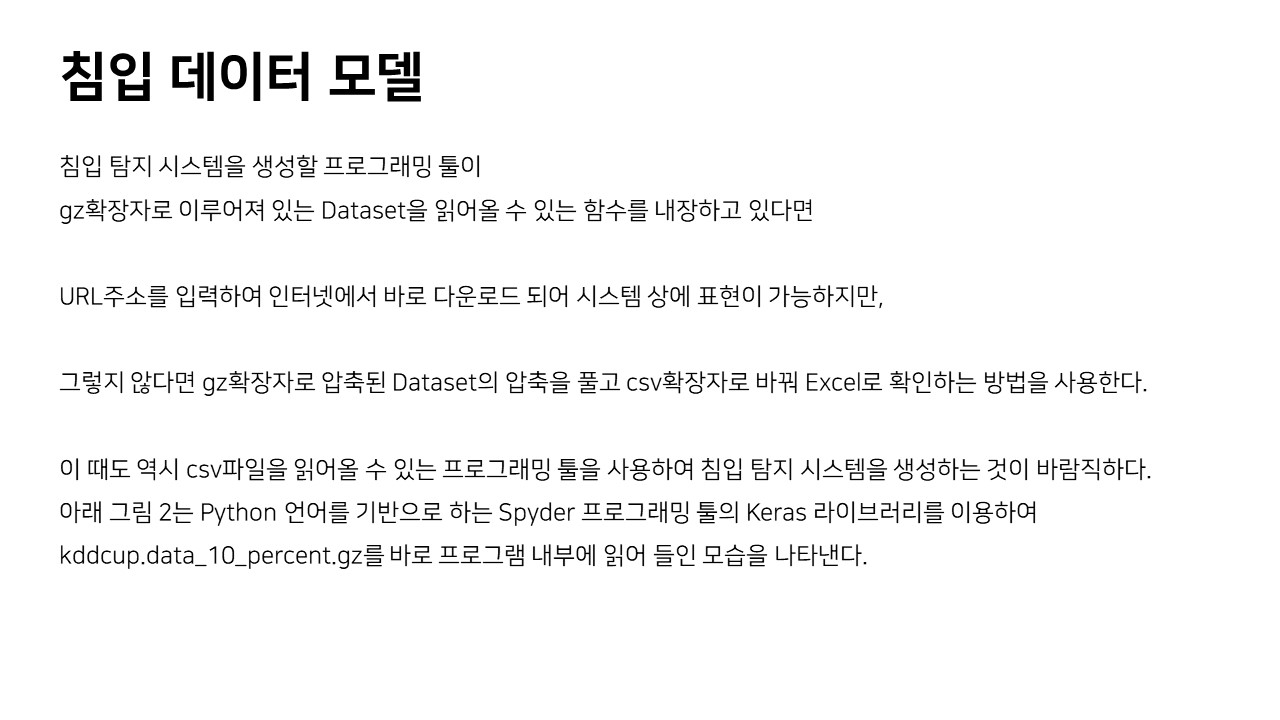 침입 데이터 모델
침입 탐지 시스템을 생성할 프로그래밍 툴이
gz확장자로 이루어져 있는 Dataset을 읽어올 수 있는 함수를 내장하고 있다면
URL주소를 입력하여 인터넷에서 바로 다운로드 되어 시스템 상에 표현이 가능하지만,
그렇지 않다면 gz확장자로 압축된 Dataset의 압축을 풀고 csv확장자로 바꿔 Excel로 확인하는 방법을 사용한다.
이 때도 역시 csv파일을 읽어올 수 있는 프로그래밍 툴을 사용하여 침입 탐지 시스템을 생성하는 것이 바람직하다.
아래 그림 2는 Python 언어를 기반으로 하는 Spyder 프로그래밍 툴의 Keras 라이브러리를 이용하여
kddcup.data_10_percent.gz를 바로 프로그램 내부에 읽어 들인 모습을 나타낸다.